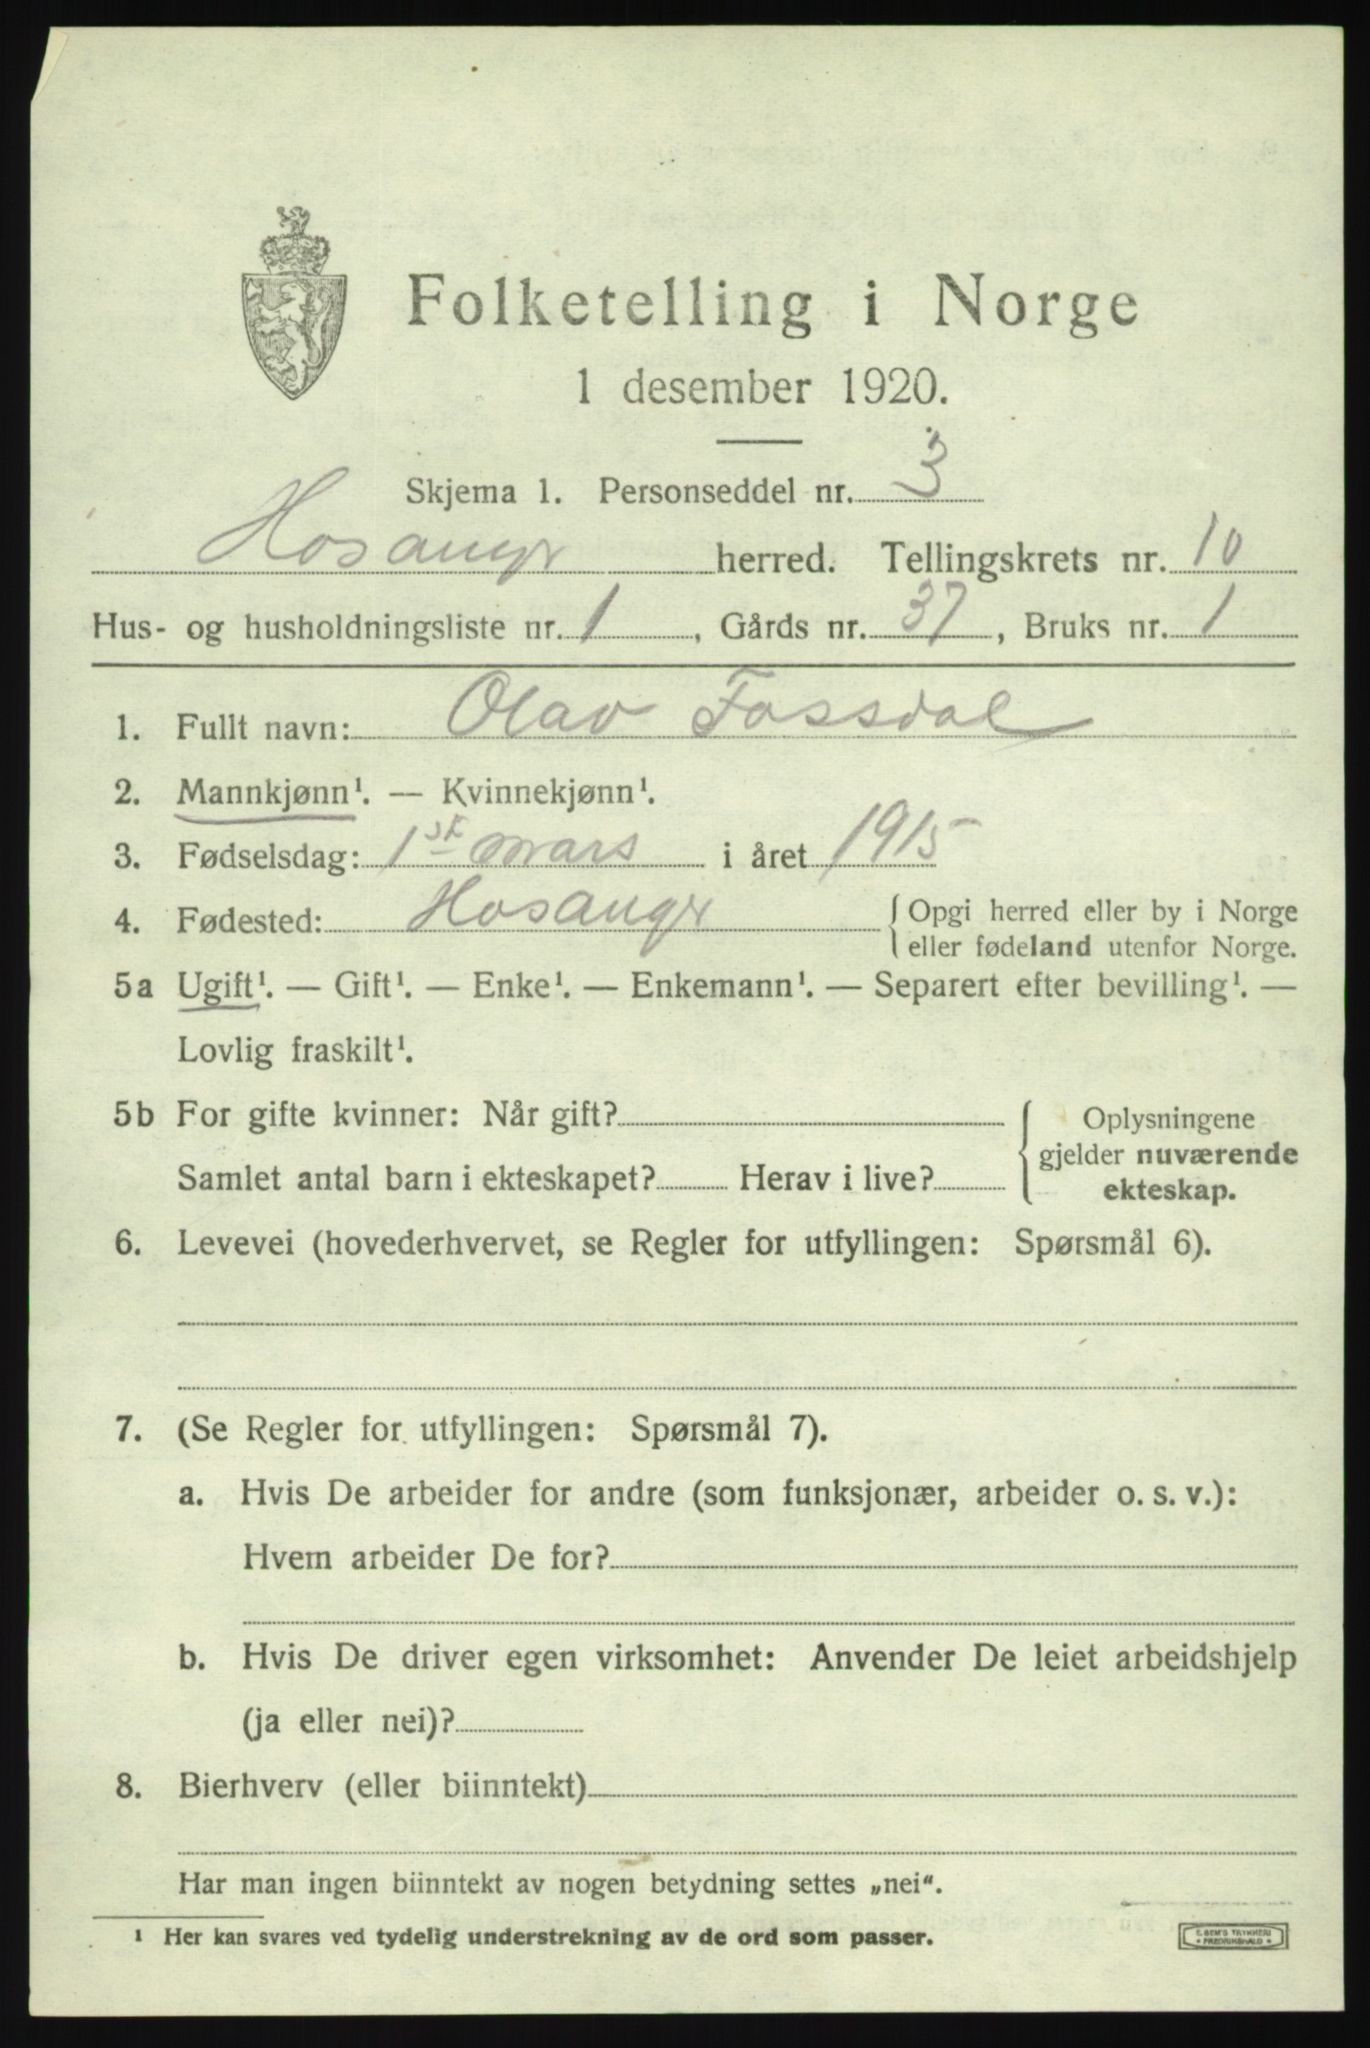 Folketelling i Norge
1 desember 1920.
Skjema 1. Personseddel nr. 3
Hosangr herred. Tellingskrets nr. 10
Hus- og husholdningsliste nr. 1, Gårds nr. 37, Bruks nr. 1
1. Fullt navn: Olav Fossdal
2. Mannkjønn¹. — Kvinnekjønn¹.
3. Fødselsdag: 1ste mars i året 1915
4. Fødested: Hosangr { Opgi herred eller by i Norge
eller fødeland utenfor Norge.
5a Ugift¹. — Gift¹. — Enke¹. — Enkemann¹. — Separert efter bevilling¹. —
Lovlig fraskilt¹.
5b For gifte kvinner: Når gift? { Oplysningene
gjelder nuværende
Samlet antal barn i ekteskapet? Herav i live? ekteskap.
6. Levevei (hovederhvervet, se Regler for utfyllingen: Spørsmål 6).
7. (Se Regler for utfyllingen: Spørsmål 7).
a. Hvis De arbeider for andre (som funksjonær, arbeider o. s. v.):
Hvem arbeider De for?
b. Hvis De driver egen virksomhet: Anvender De leiet arbeidshjelp
(ja eller nei)?
8. Bierhverv (eller biinntekt)
Har man ingen biinntekt av nogen betydning settes „nei“.
¹ Her kan svares ved tydelig understrekning av de ord som passer.
E. SEM'S TRYKKERI
FREDRIKSHALD